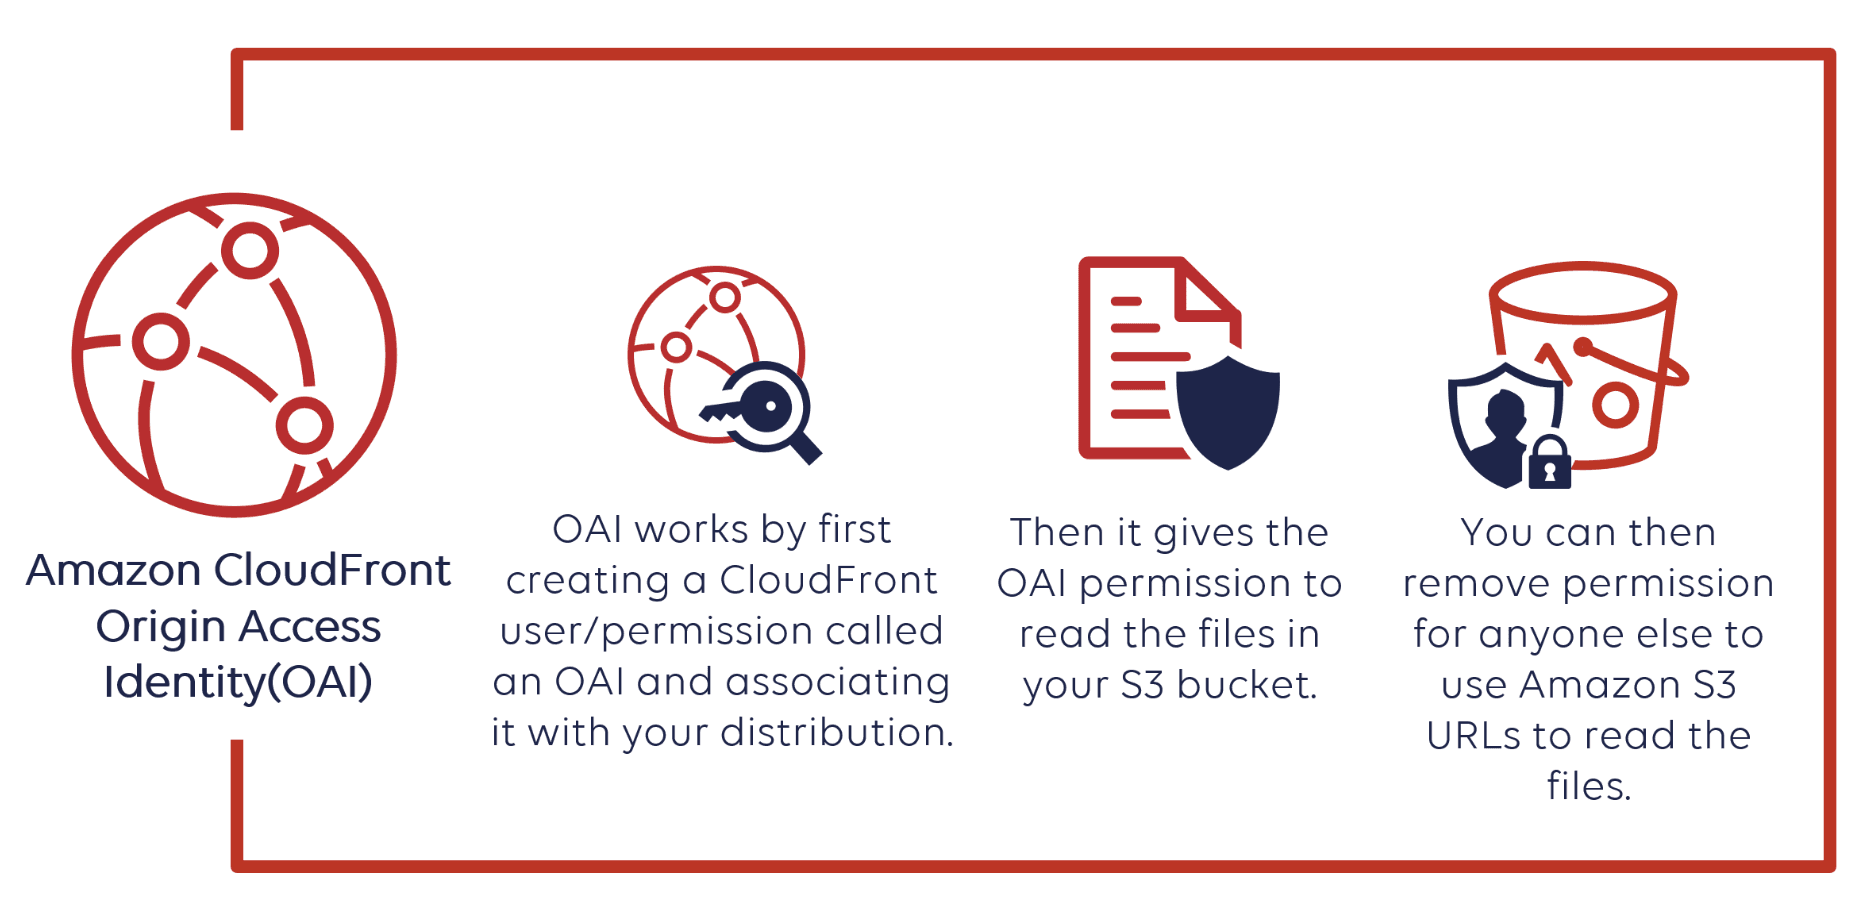 Amazon CloudFront
Origin Access
Identity(OAI)
OAI works by first
creating a CloudFront
user/permission called
an OAI and associating
it with your distribution.
Then it gives the
OAI permission to
read the files in
your S3 bucket.
You can then
remove permission
for anyone else to
use Amazon S3
URLs to read the
files.